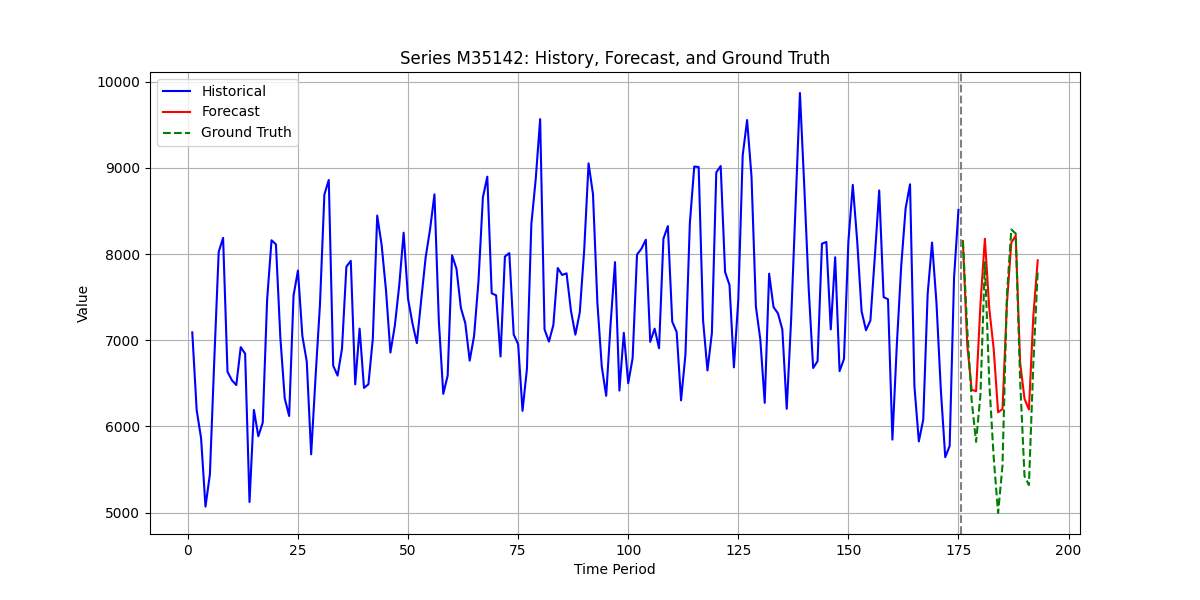 Series M35142: History, Forecast, and Ground Truth
Historical
Forecast
Ground Truth
10000
9000
8000
7000
6000
5000
Value
0 25 50 75 100 125 150 175 200
Time Period